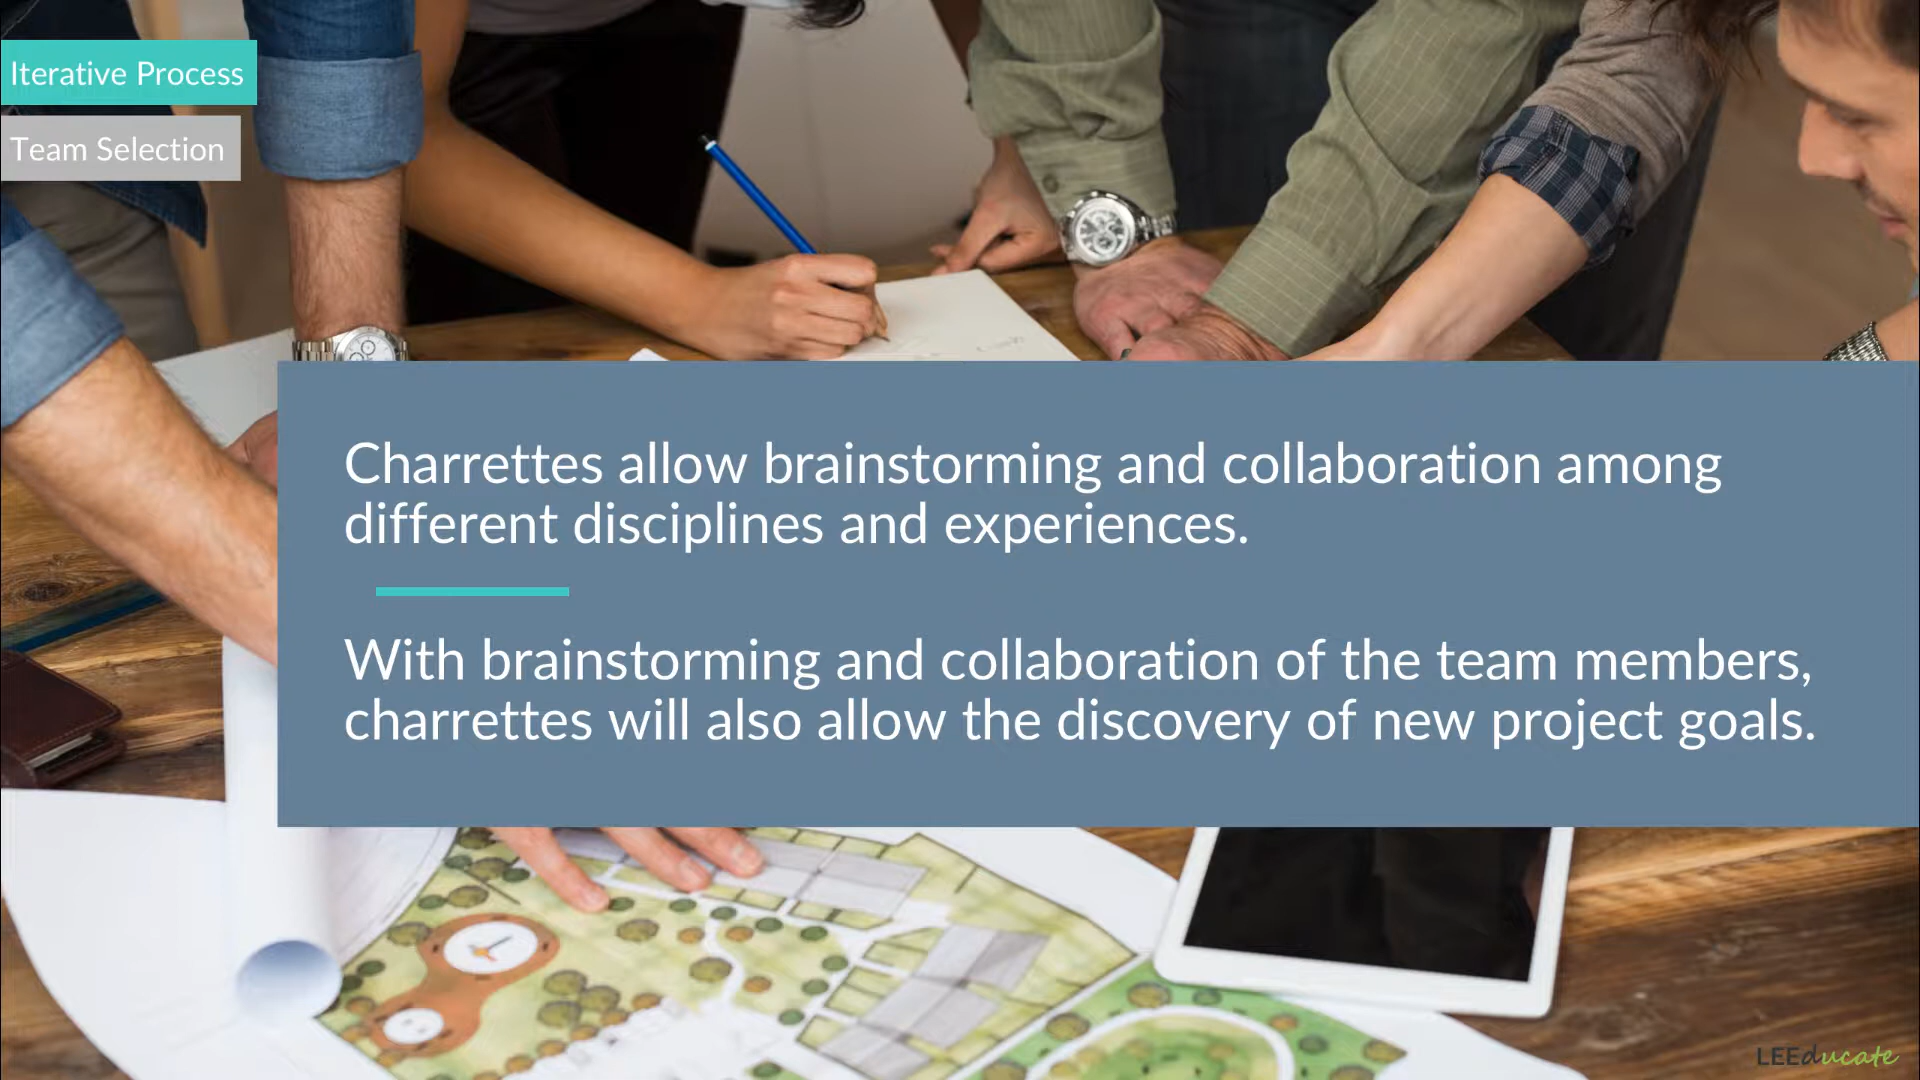 Iterative Process
Team Selection
Charrettes allow brainstorming and collaboration among
different disciplines and experiences.
With brainstorming and collaboration of the team members,
charrettes will also allow the discovery of new project goals.
LEEducate